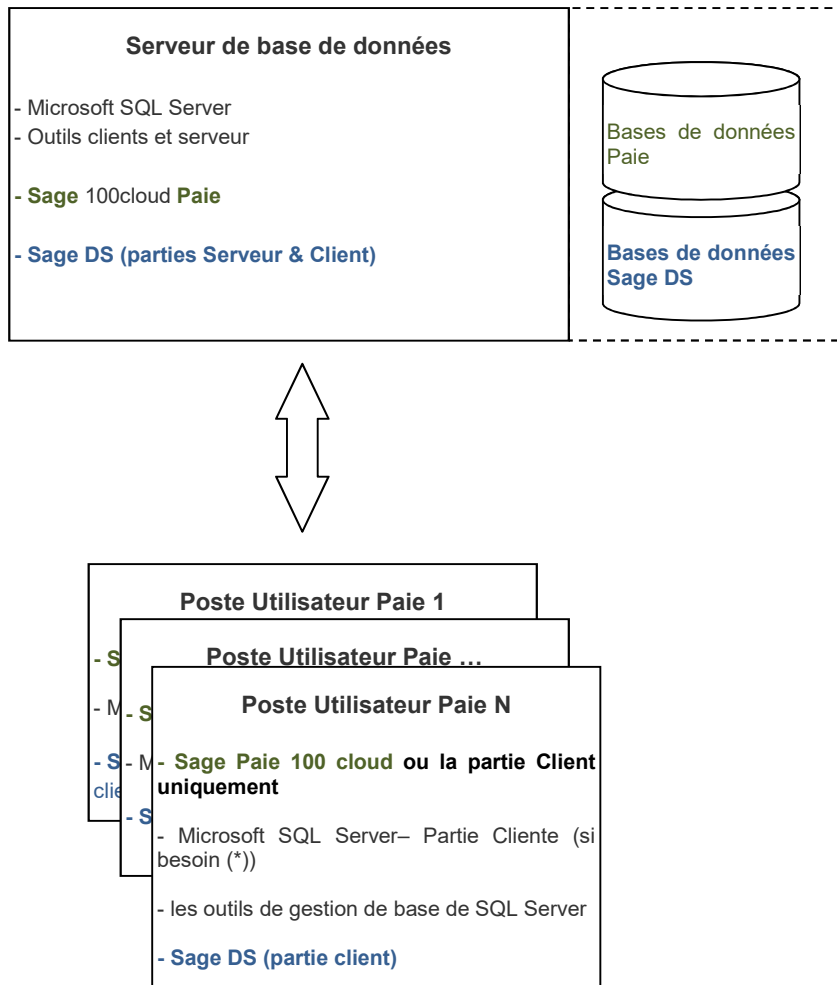 Serveur de base de données
- Microsoft SQL Server
- Outils clients et serveur
- Sage 100cloud Paie
- Sage DS (parties Serveur & Client)
Bases de données
Paie
Bases de données
Sage DS
Poste Utilisateur Paie 1
- S
- M
- S
clie
Poste Utilisateur Paie …
- S
- M
- S
Poste Utilisateur Paie N
- Sage Paie 100 cloud ou la partie Client
uniquement
- Microsoft SQL Server– Partie Cliente (si
besoin (*))
- les outils de gestion de base de SQL Server
- Sage DS (partie client)